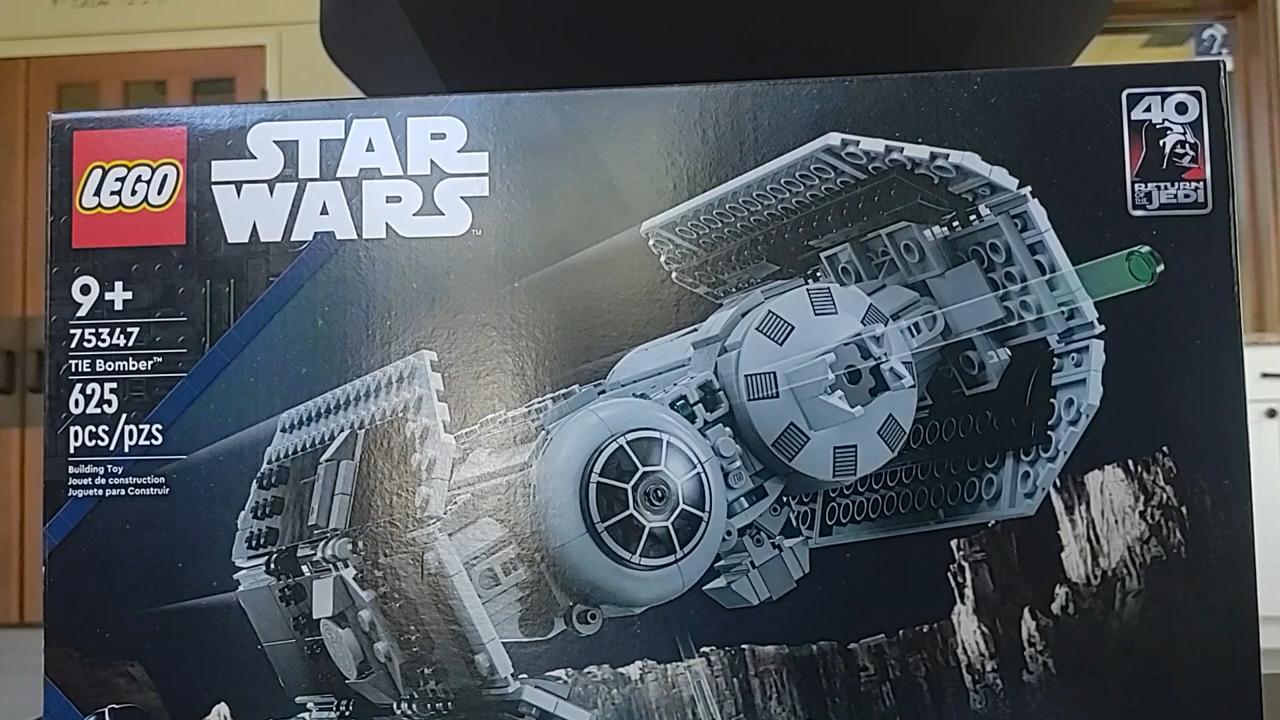 LEGO
STAR
WARS™
9+
75347
TIE Bomber™
625
pcs/pzs
Building Toy
Jouet de construction
Juguete para Construir
40
RETURN
OF THE JEDI